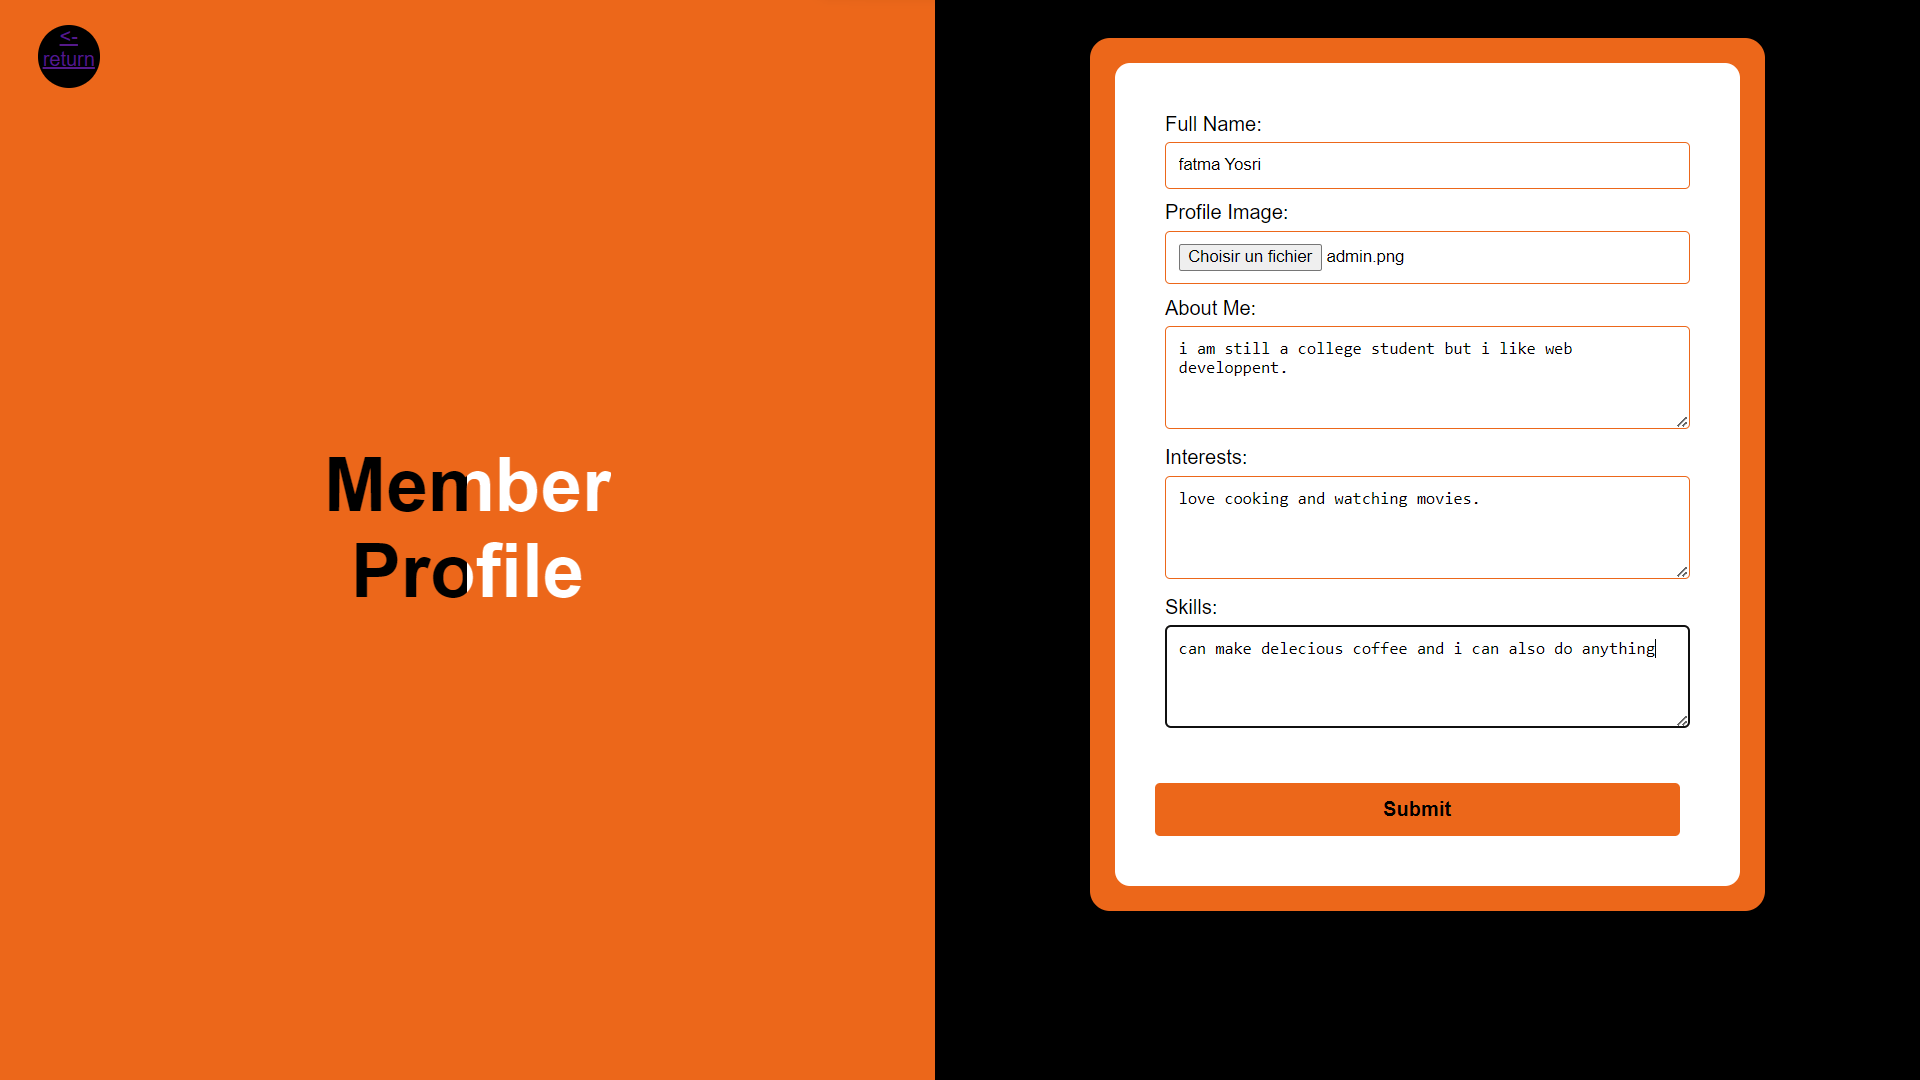 <-
return
Member
Profile
Full Name:
fatma Yosri
Profile Image:
Choisir un fichier admin.png
About Me:
i am still a college student but i like web
developpent.
Interests:
love cooking and watching movies.
Skills:
can make delecious coffee and i can also do anything
Submit